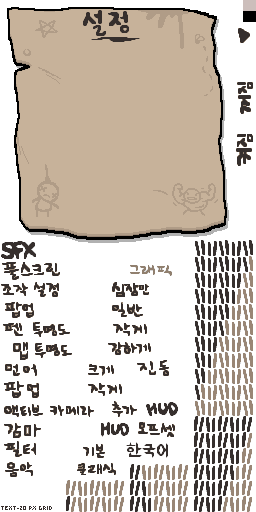 설정
SFX
풀스크린 그래픽
조작 설정 심장만
팝업 일반
펜 투명도 작게
맵 투명도 강하게
언어 크게 진동
팝업 작게
액티브 카메라 추가 HUD
감마 HUD 오프셋
필터 기본 한국어
음악 클래식
TEXT-20 PX GRID